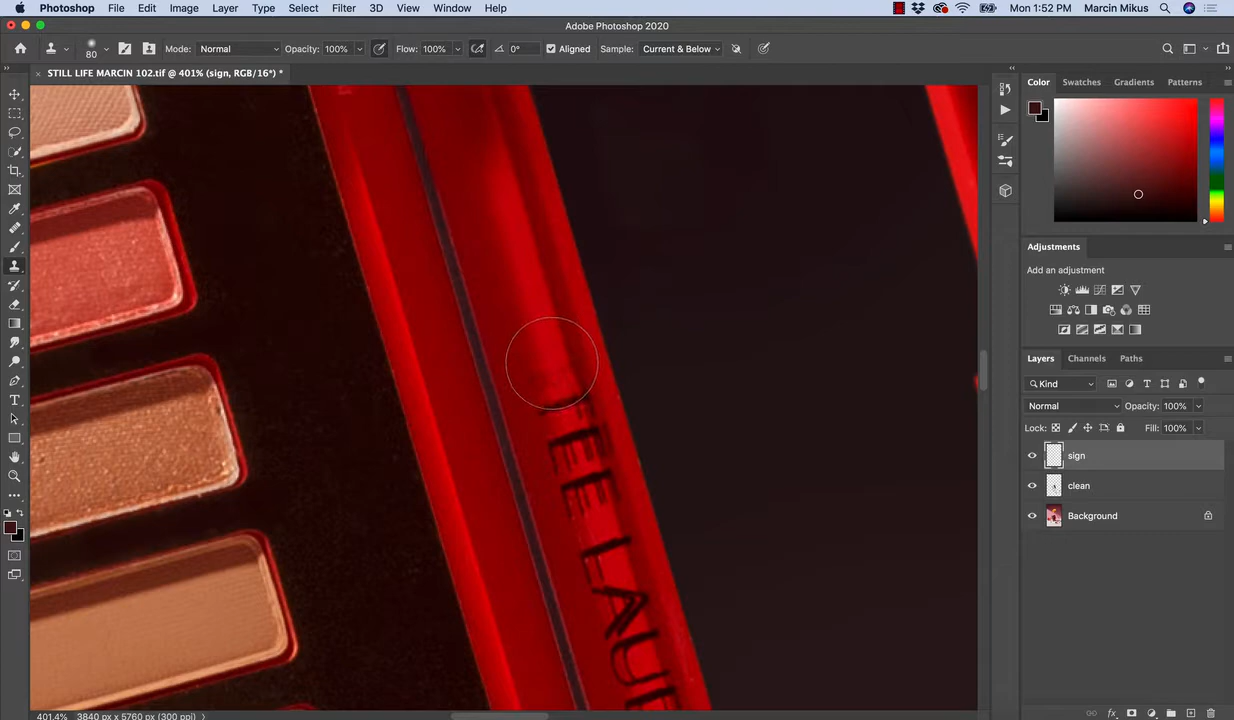 Photoshop File Edit Image Layer Type Select Filter 3D View Window Help Mon 1:52 PM Marcin Mikus
Adobe Photoshop 2020
80 Mode: Normal Opacity: 100% Flow: 100% 0° Aligned Sample: Current & Below
× STILL LIFE MARCIN 102.tif @ 401% (sign, RGB/16*) *
Color Swatches Gradients Patterns
Adjustments
Add an adjustment
Layers Channels Paths
Kind
Normal Opacity: 100%
Lock: Fill: 100%
sign
clean
Background
401.4% 3840 px x 5760 px (300 ppi)